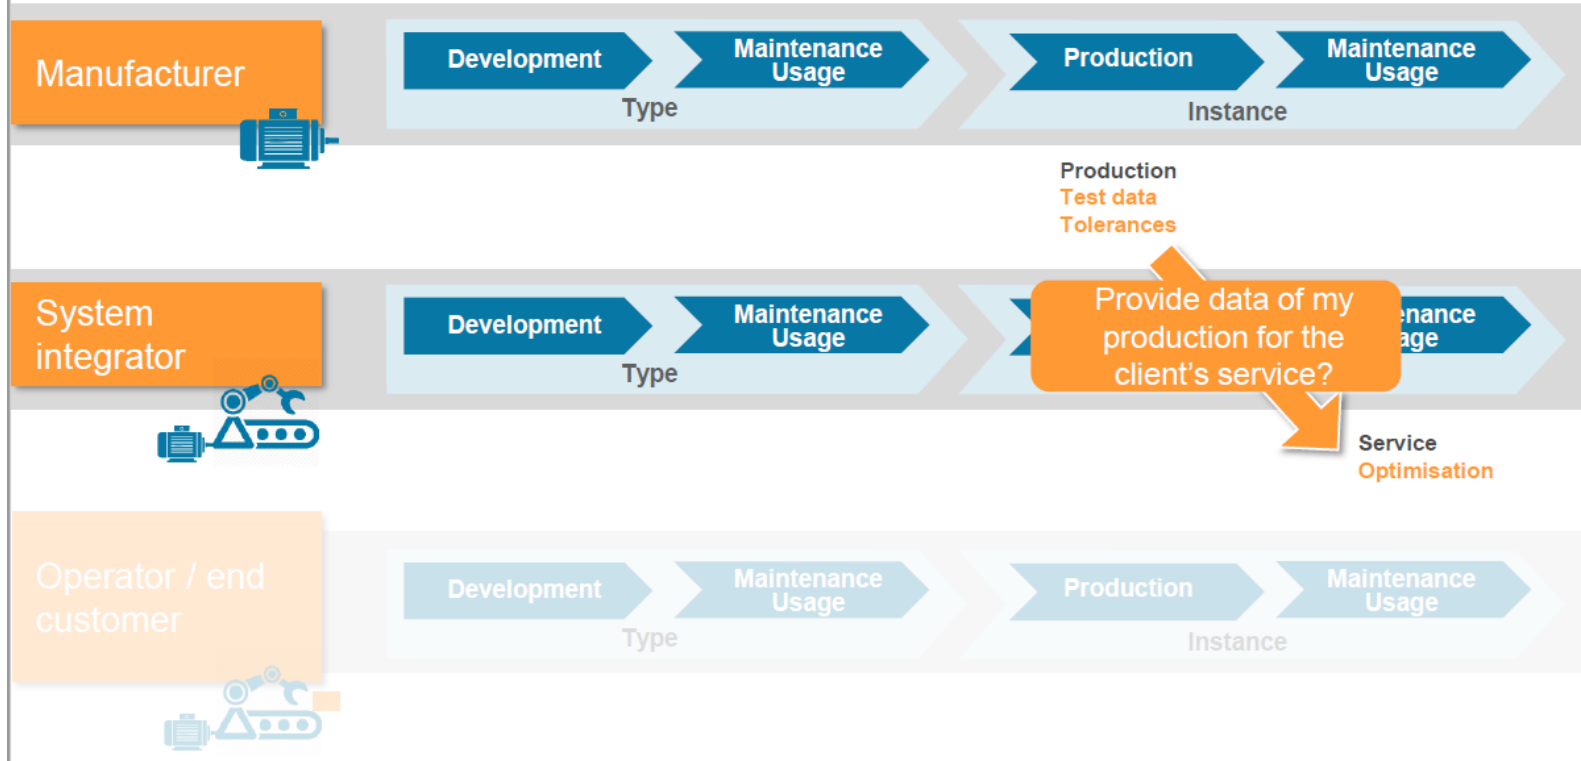 Manufacturer
Development
Maintenance
Usage
Type
Production
Maintenance
Usage
Instance
Production
Test data
Tolerances
System
integrator
Development
Maintenance
Usage
Type
Provide data of my
production for the
client's service?
Service
Optimisation
Operator / end
customer
Development
Maintenance
Usage
Type
Production
Maintenance
Usage
Instance